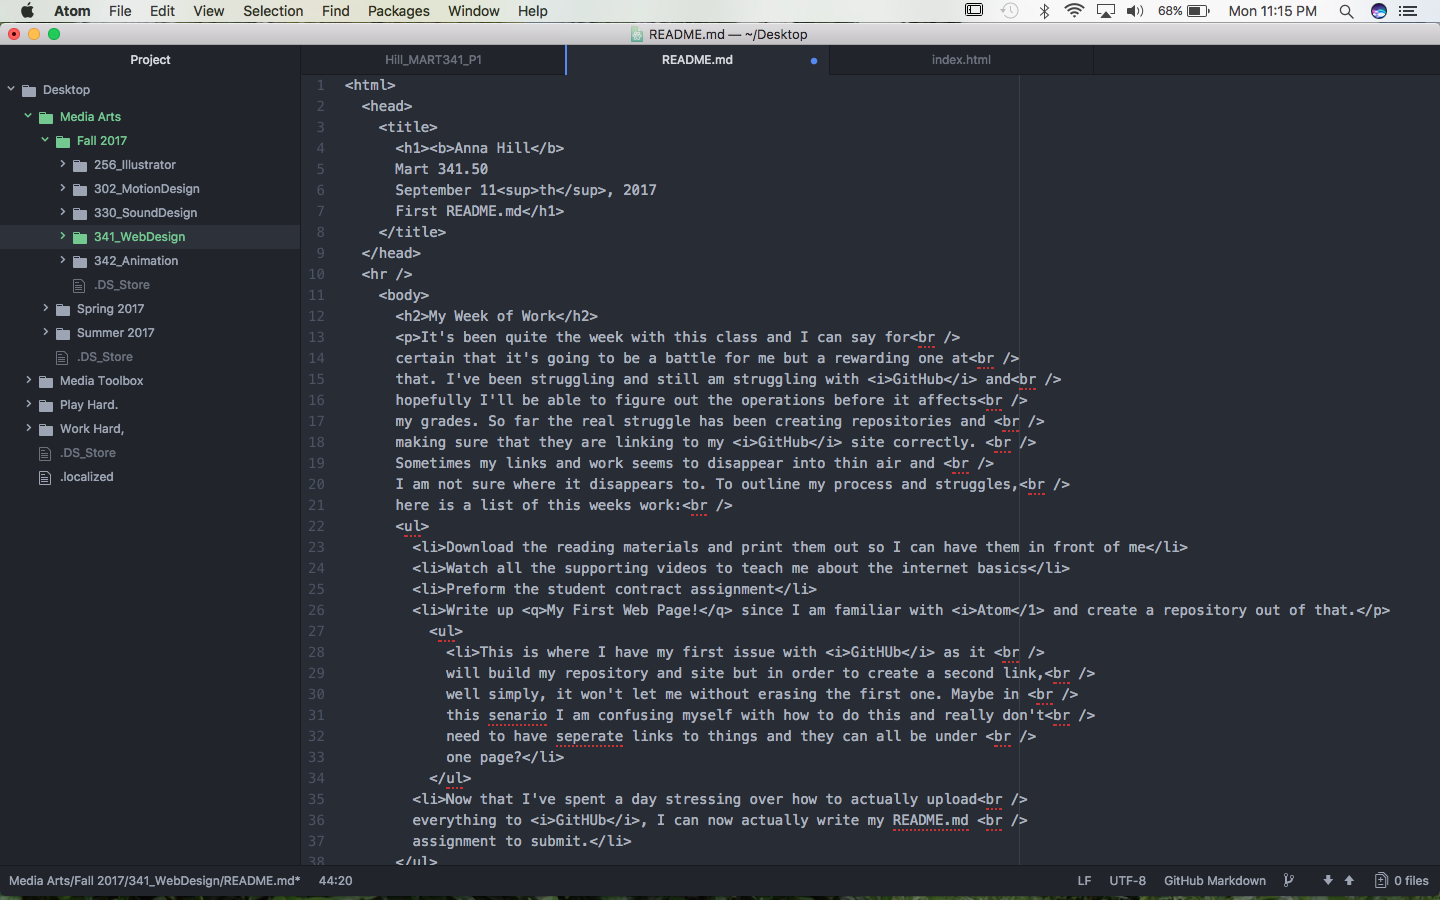 Atom File Edit View Selection Find Packages Window Help 68% Mon 11:15 PM
README.md — ~/Desktop
Project
Hill_MART341_P1 README.md index.html
Desktop
Media Arts
Fall 2017
256_Illustrator
302_MotionDesign
330_SoundDesign
341_WebDesign
342_Animation
.DS_Store
Spring 2017
Summer 2017
.DS_Store
Media Toolbox
Play Hard.
Work Hard,
.DS_Store
.localized
1 <html>
2 <head>
3 <title>
4 <h1><b>Anna Hill</b>
5 Mart 341.50
6 September 11<sup>th</sup>, 2017
7 First README.md</h1>
8 </title>
9 </head>
10 <hr />
11 <body>
12 <h2>My Week of Work</h2>
13 <p>It's been quite the week with this class and I can say for<br />
14 certain that it's going to be a battle for me but a rewarding one at<br />
15 that. I've been struggling and still am struggling with <i>GitHub</i> and<br />
16 hopefully I'll be able to figure out the operations before it affects<br />
17 my grades. So far the real struggle has been creating repositories and <br />
18 making sure that they are linking to my <i>GitHub</i> site correctly. <br />
19 Sometimes my links and work seems to disappear into thin air and <br />
20 I am not sure where it disappears to. To outline my process and struggles,<br />
21 here is a list of this weeks work:<br />
22 <ul>
23 <li>Download the reading materials and print them out so I can have them in front of me</li>
24 <li>Watch all the supporting videos to teach me about the internet basics</li>
25 <li>Preform the student contract assignment</li>
26 <li>Write up <q>My First Web Page!</q> since I am familiar with <i>Atom</1> and create a repository out of that.</p>
27 <ul>
28 <li>This is where I have my first issue with <i>GitHUb</i> as it <br />
29 will build my repository and site but in order to create a second link,<br />
30 well simply, it won't let me without erasing the first one. Maybe in <br />
31 this senario I am confusing myself with how to do this and really don't<br />
32 need to have seperate links to things and they can all be under <br />
33 one page?</li>
34 </ul>
35 <li>Now that I've spent a day stressing over how to actually upload<br />
36 everything to <i>GitHUb</i>, I can now actually write my README.md <br />
37 assignment to submit.</li>
38 </ul>
Media Arts/Fall 2017/341_WebDesign/README.md* 44:20 LF UTF-8 GitHub Markdown 0 files